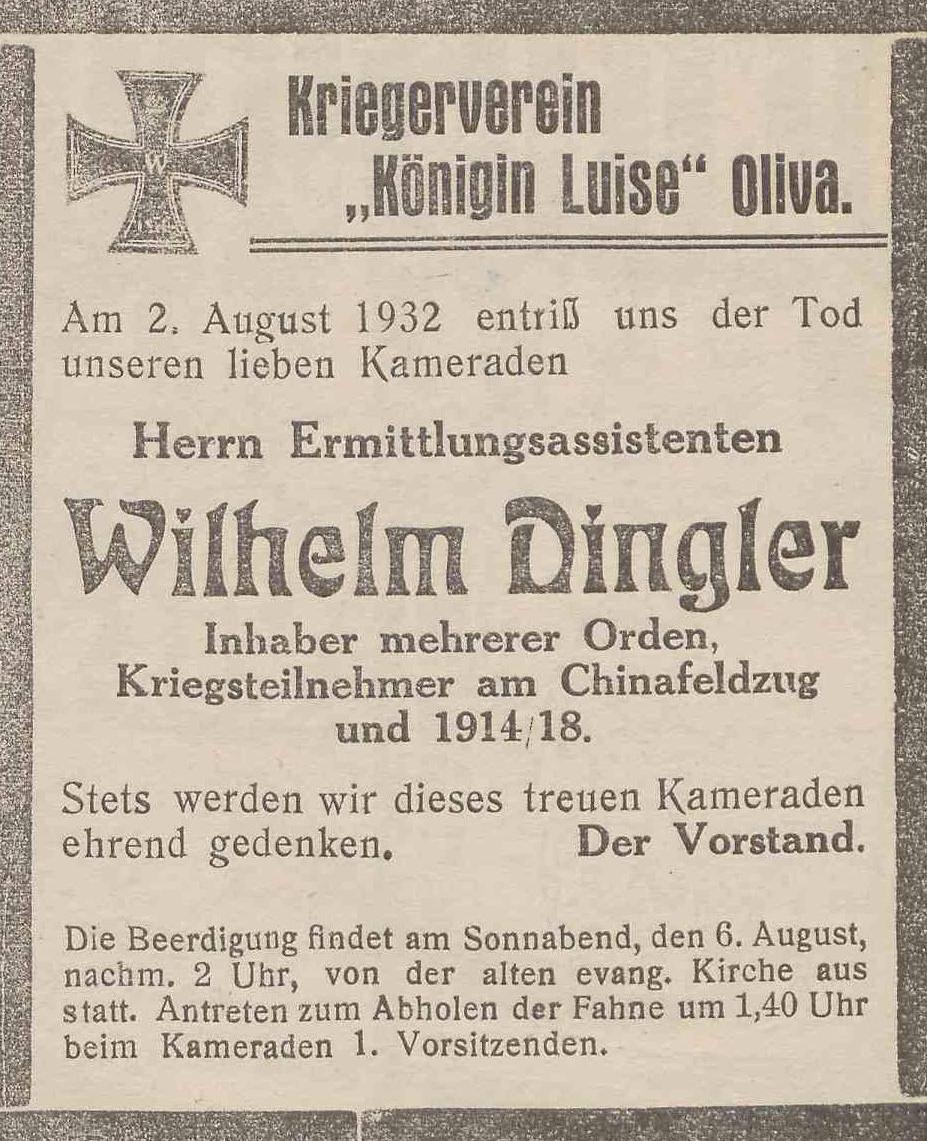 W
Kriegerverein
„Königin Luise“ Oliva.
Am 2. August 1932 entriß uns der Tod
unseren lieben Kameraden
Herrn Ermittlungsassistenten
Wilhelm Dingler
Inhaber mehrerer Orden,
Kriegsteilnehmer am Chinafeldzug
und 1914/18.
Stets werden wir dieses treuen Kameraden
ehrend gedenken. Der Vorstand.
Die Beerdigung findet am Sonnabend, den 6. August,
nachm. 2 Uhr, von der alten evang. Kirche aus
statt. Antreten zum Abholen der Fahne um 1,40 Uhr
beim Kameraden 1. Vorsitzenden.